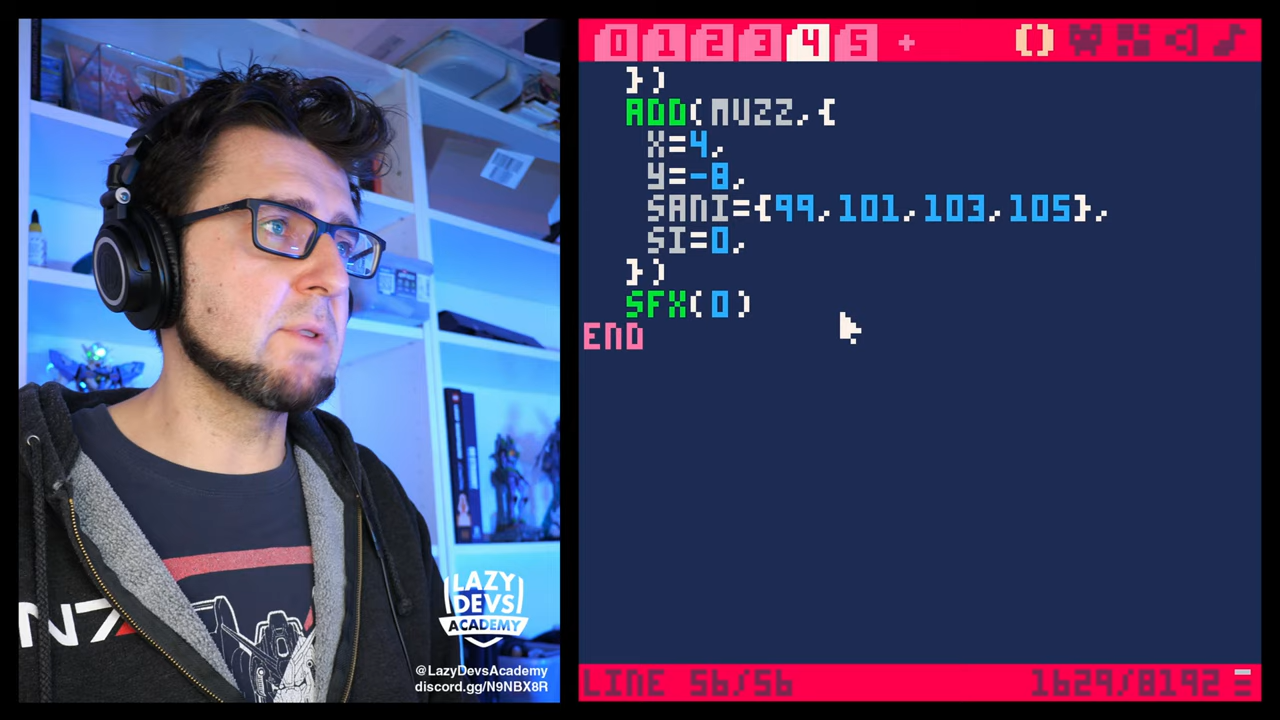 0 1 2 3 4 5 +
})
ADD(MUZZ,{
X=4,
Y=-8,
SANI={99,101,103,105},
SI=0,
})
SFX(0)
END
LINE 56/56
1629/8192
N7
LAZY
DEVS
ACADEMY
@LazyDevsAcademy
discord.gg/N9NBX8R